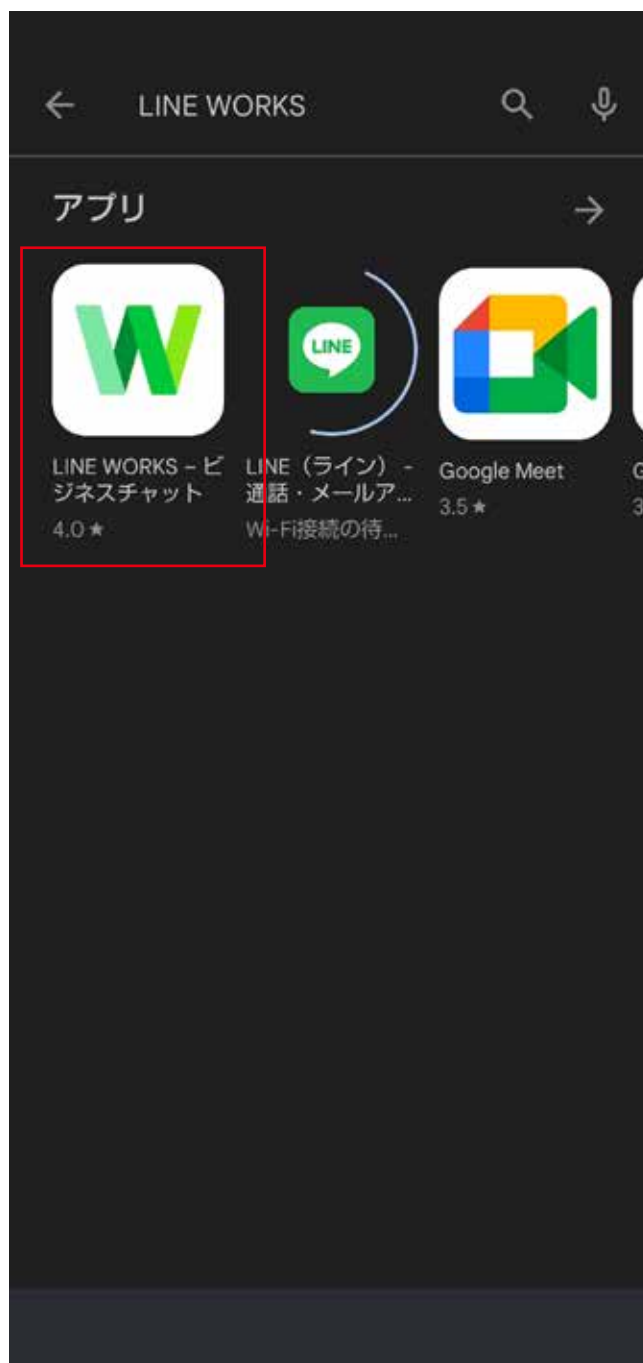 LINE WORKS
アプリ
LINE
LINE WORKS – ビ
ジネスチャット
4.0 ★
LINE（ライン） -
通話・メールア...
Wi-Fi接続の待...
Google Meet
3.5 ★
G
3